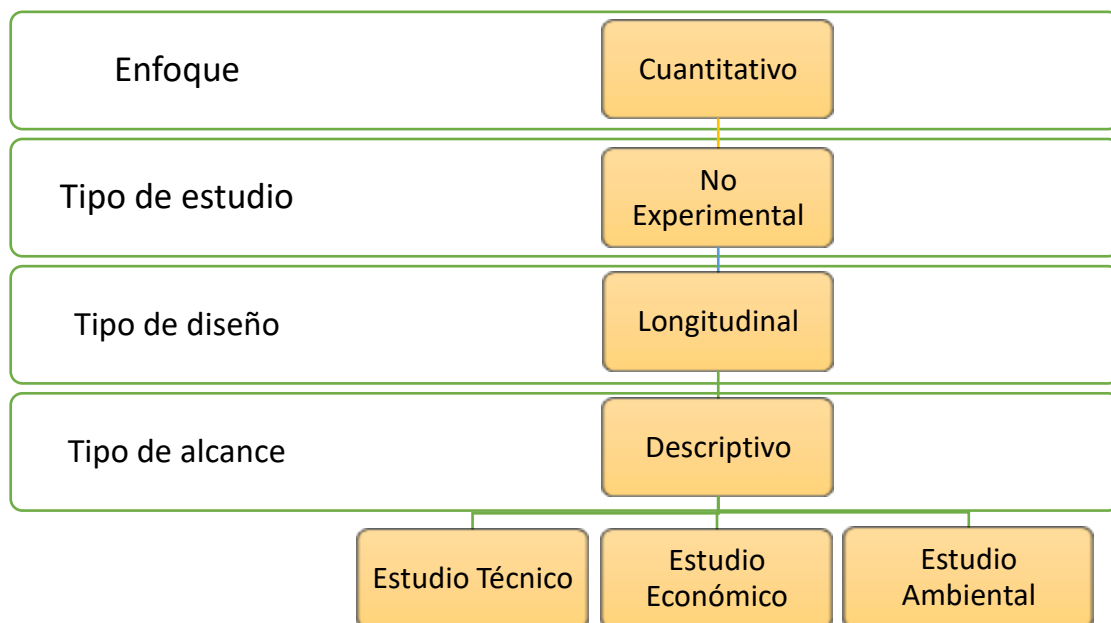 Enfoque
Cuantitativo
Tipo de estudio
No
Experimental
Tipo de diseño
Longitudinal
Tipo de alcance
Descriptivo
Estudio Técnico
Estudio
Económico
Estudio
Ambiental